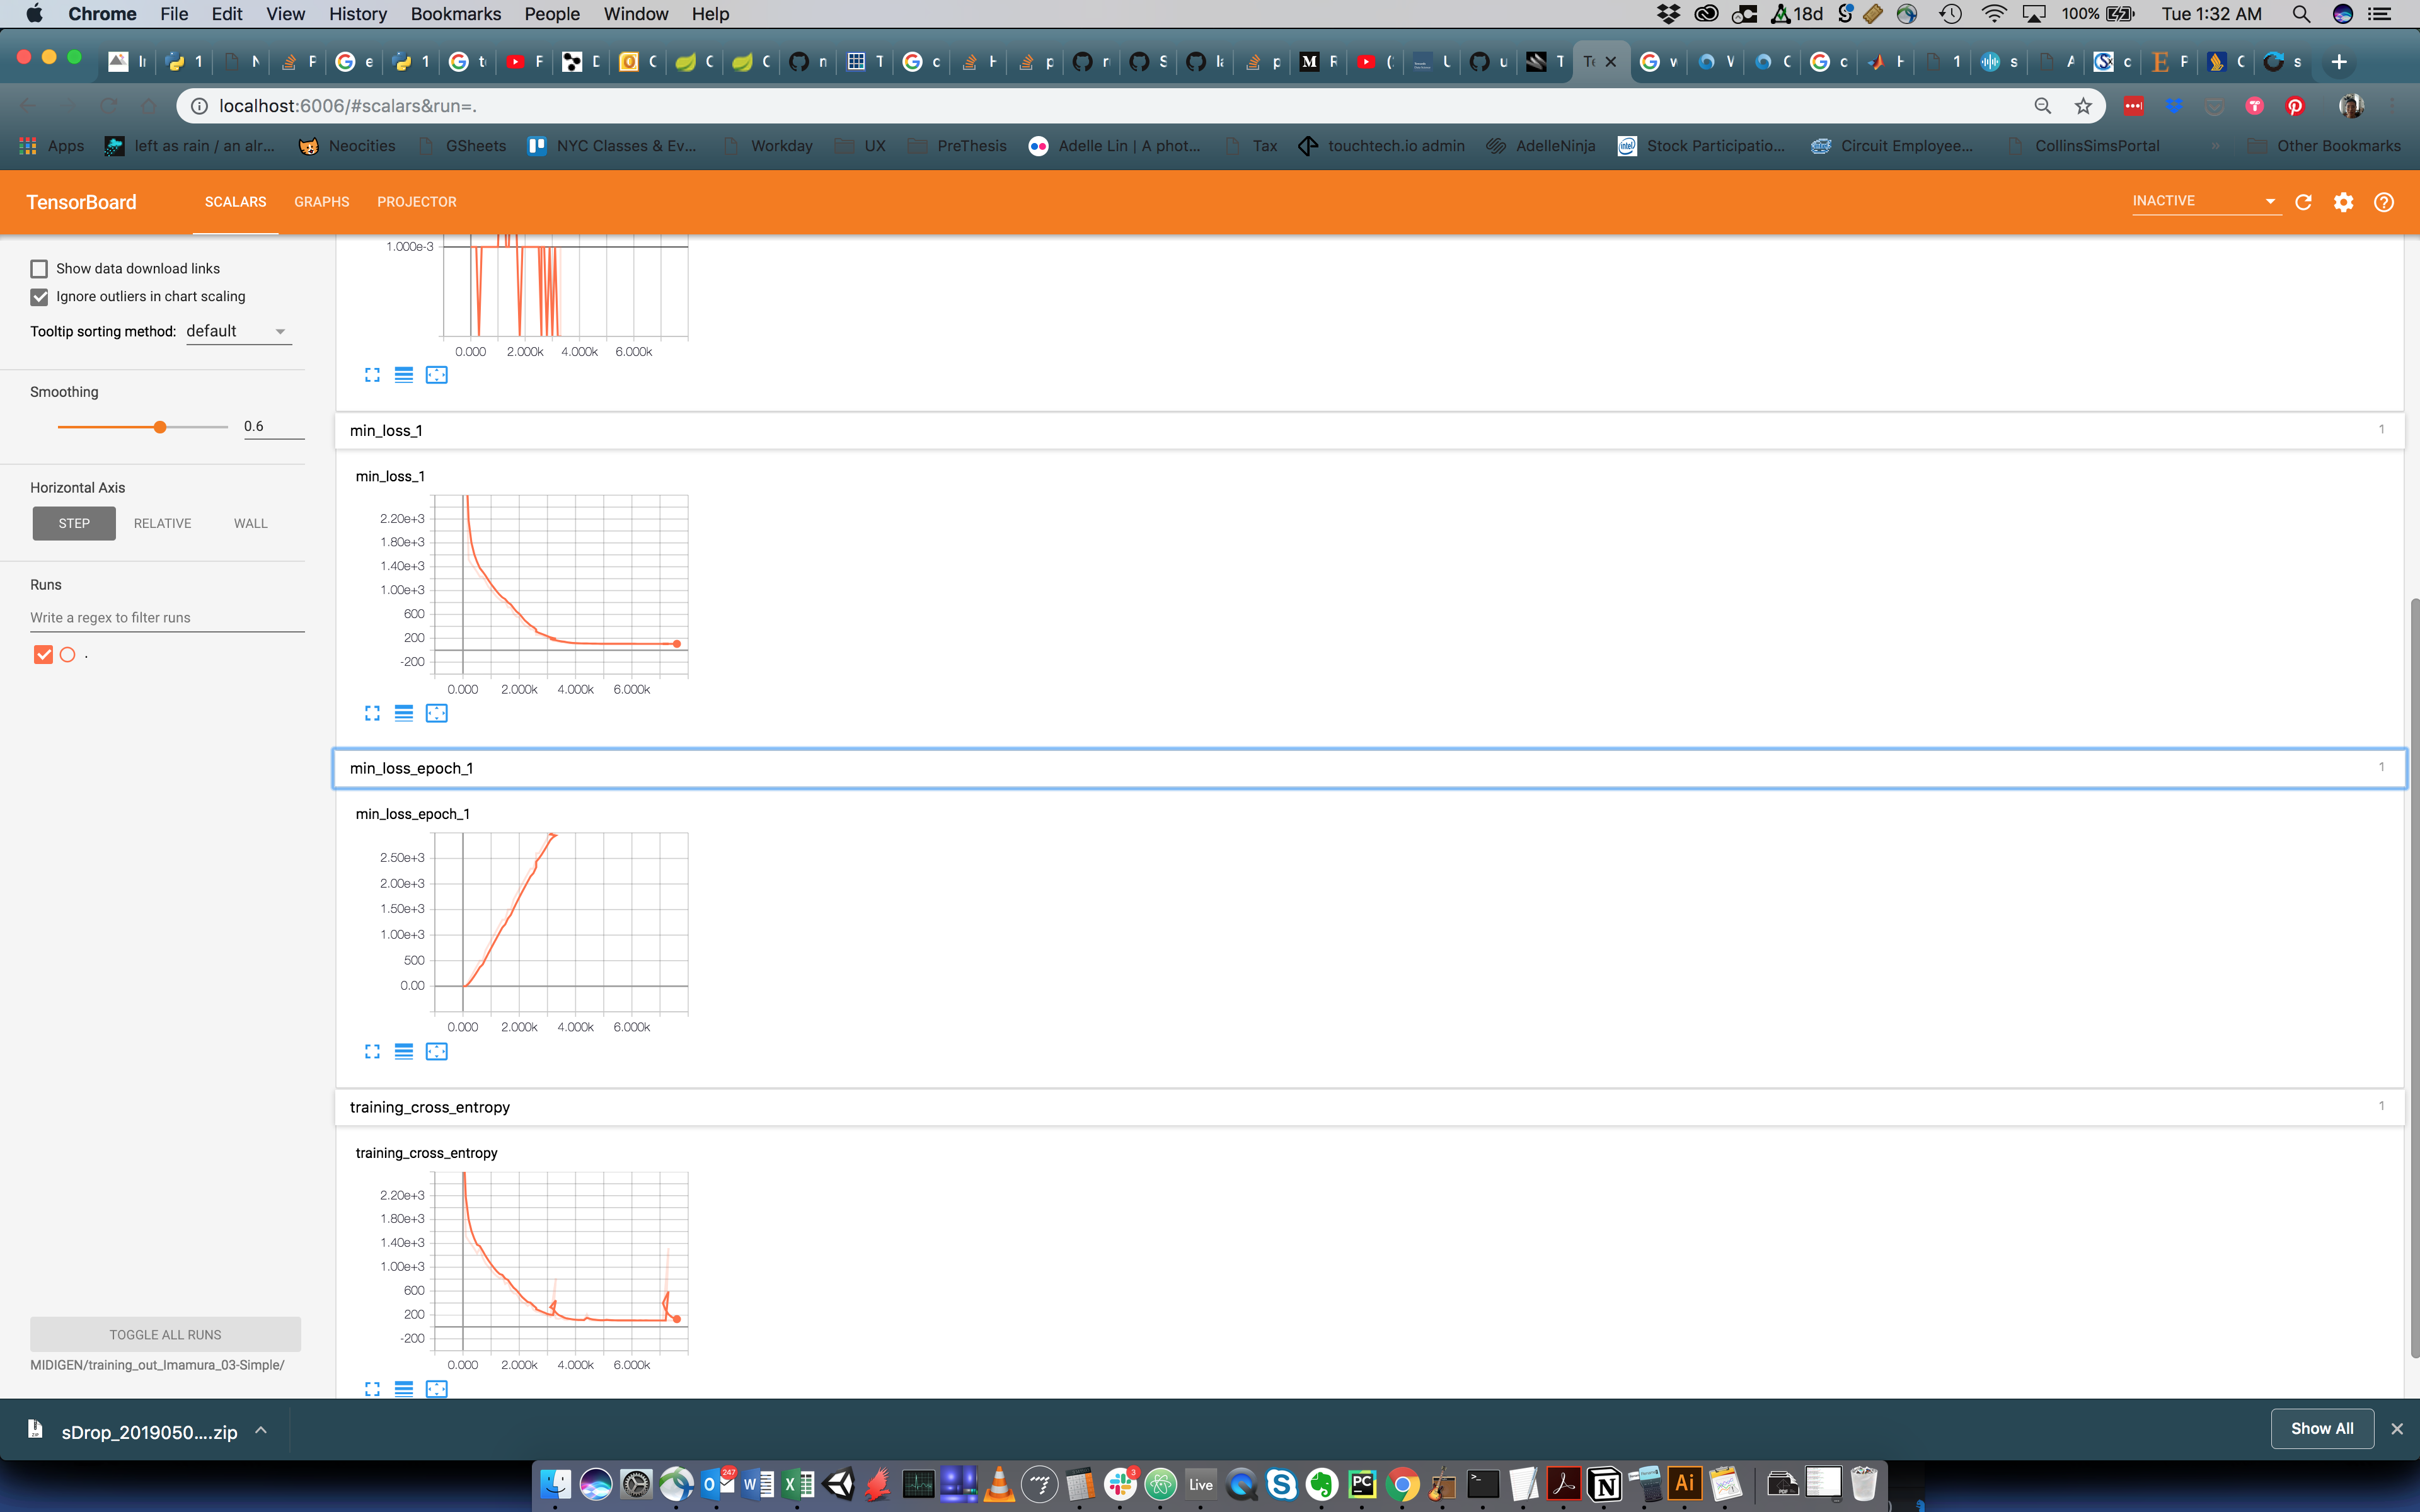 Chrome File Edit View History Bookmarks People Window Help 18d 100% Tue 1:32 AM
localhost:6006/#scalars&run=.
Apps left as rain / an alr... Neocities GSheets NYC Classes & Ev... Workday UX PreThesis Adelle Lin | A phot... Tax touchtech.io admin AdelleNinja Stock Participatio... Circuit Employee... CollinsSimsPortal » Other Bookmarks
TensorBoard SCALARS GRAPHS PROJECTOR INACTIVE
Show data download links
Ignore outliers in chart scaling
Tooltip sorting method: default
Smoothing
0.6
Horizontal Axis
STEP RELATIVE WALL
Runs
Write a regex to filter runs
.
TOGGLE ALL RUNS
MIDIGEN/training_out_Imamura_03-Simple/
1.000e-3
0.000 2.000k 4.000k 6.000k
min_loss_1 1
min_loss_1
2.20e+3
1.80e+3
1.40e+3
1.00e+3
600
200
-200
0.000 2.000k 4.000k 6.000k
min_loss_epoch_1 1
min_loss_epoch_1
2.50e+3
2.00e+3
1.50e+3
1.00e+3
500
0.00
0.000 2.000k 4.000k 6.000k
training_cross_entropy 1
training_cross_entropy
2.20e+3
1.80e+3
1.40e+3
1.00e+3
600
200
-200
0.000 2.000k 4.000k 6.000k
sDrop_2019050....zip Show All
247 3 Live PC Ai